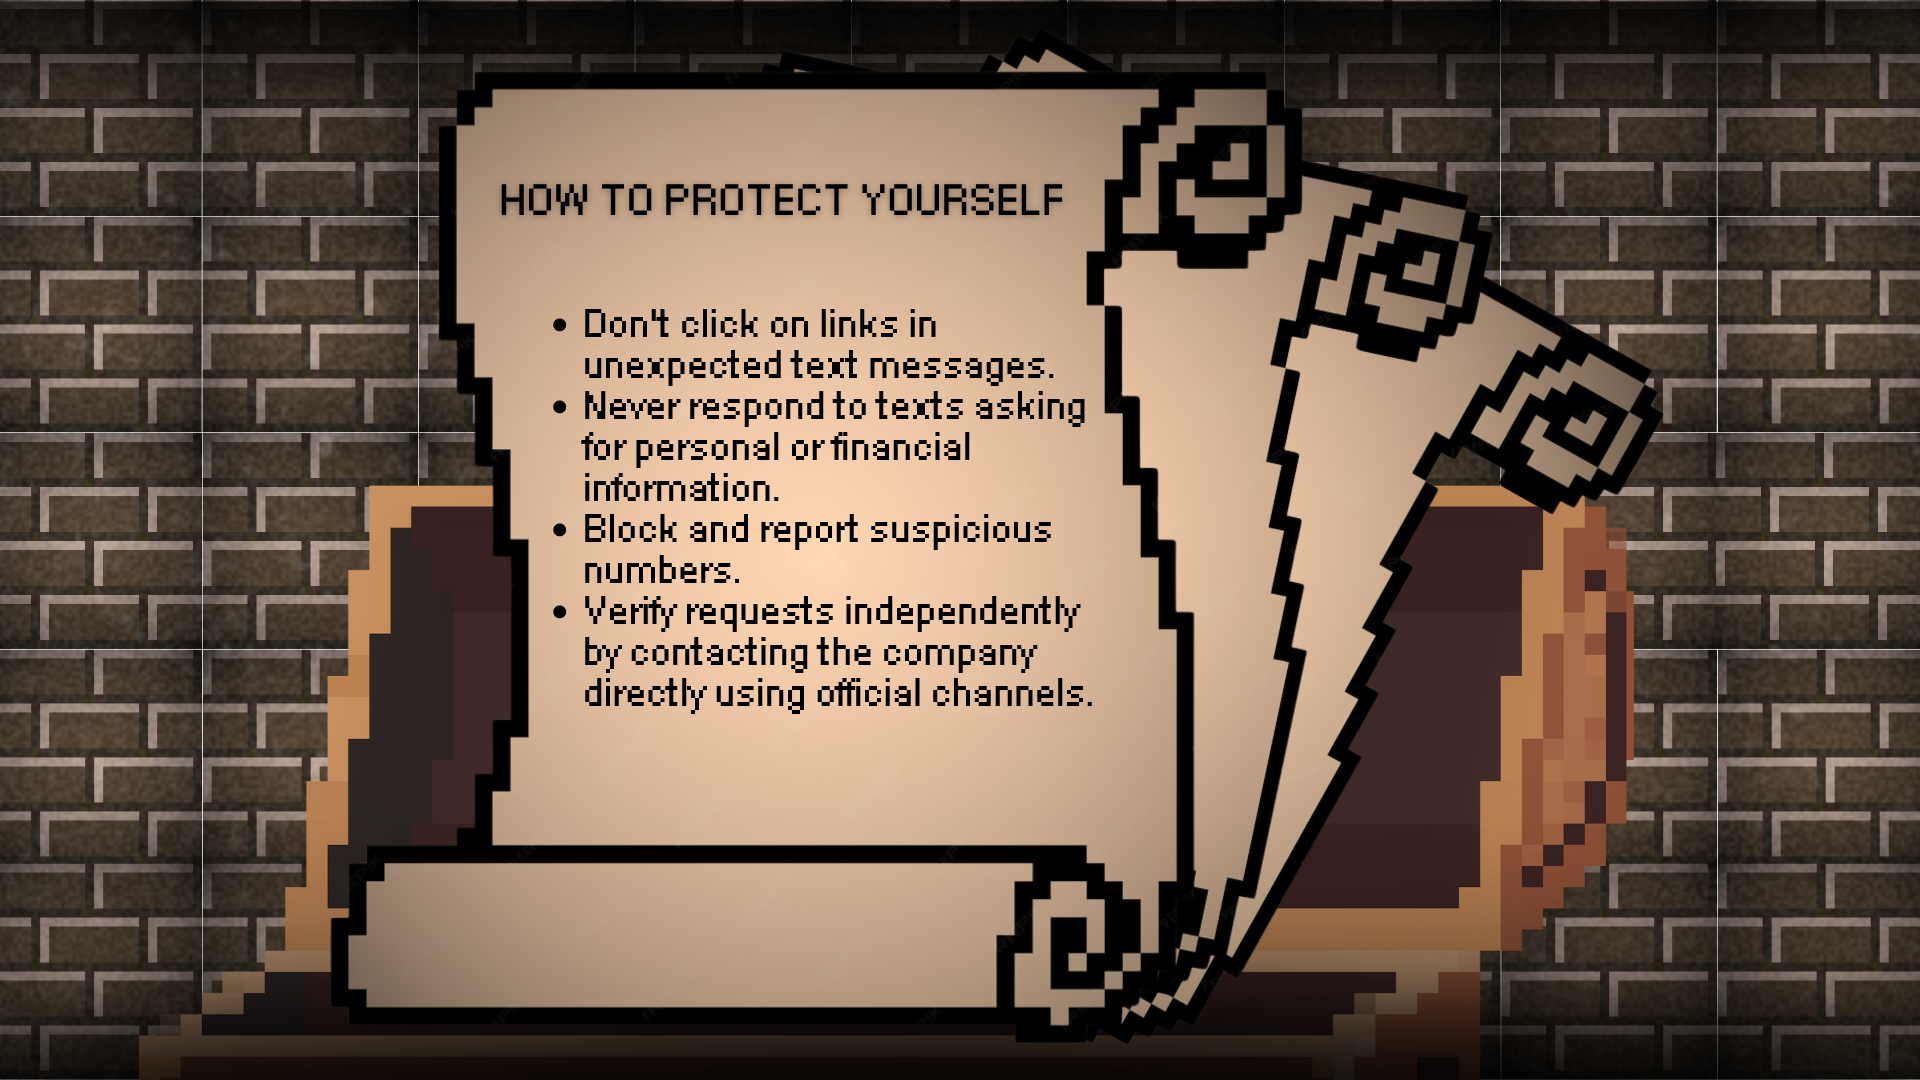 HOW TO PROTECT YOURSELF
• Don't click on links in
unexpected text messages.
• Never respond to texts asking
for personal or financial
information.
• Block and report suspicious
numbers.
• Verify requests independently
by contacting the company
directly using official channels.